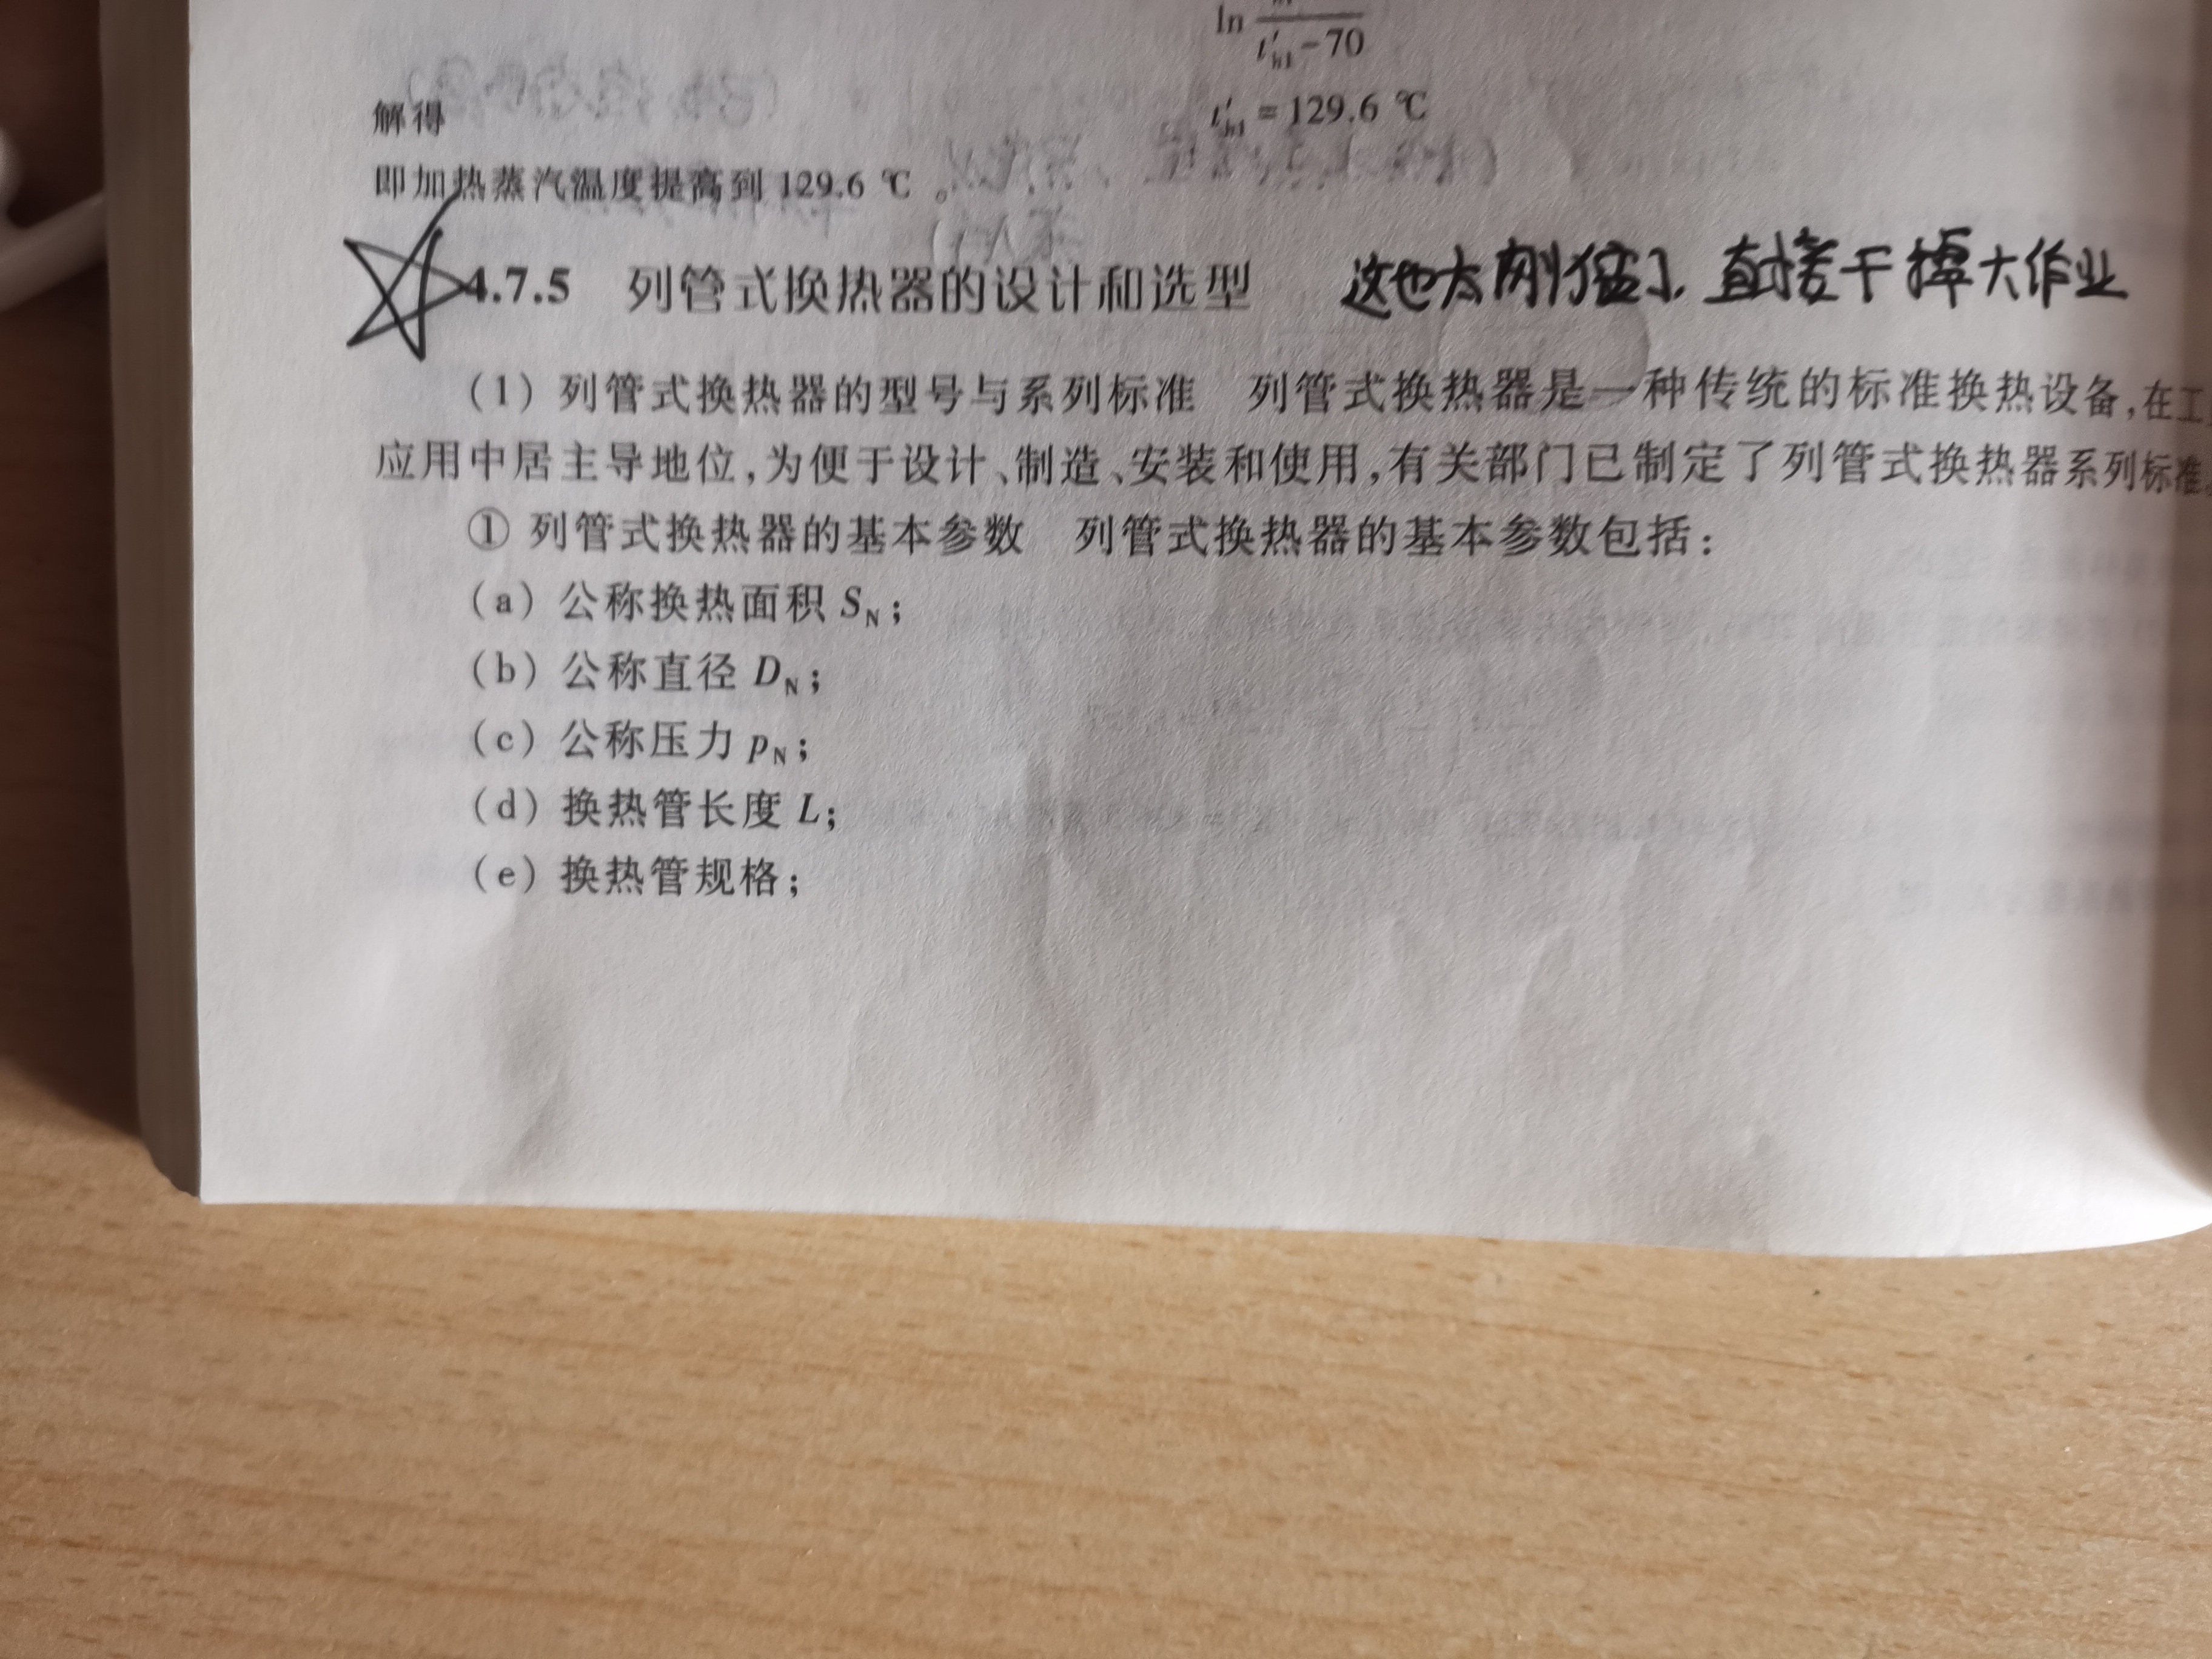 ln t′h1-70
解得 t′h1=129.6 ℃
即加热蒸汽温度提高到 129.6 ℃。
4.7.5 列管式换热器的设计和选型 这也太刚了、直接干掉大作业
(1) 列管式换热器的型号与系列标准 列管式换热器是一种传统的标准换热设备,在工
应用中居主导地位,为便于设计、制造、安装和使用,有关部门已制定了列管式换热器系列标准。
① 列管式换热器的基本参数 列管式换热器的基本参数包括:
(a) 公称换热面积 SN;
(b) 公称直径 DN;
(c) 公称压力 pN;
(d) 换热管长度 L;
(e) 换热管规格;